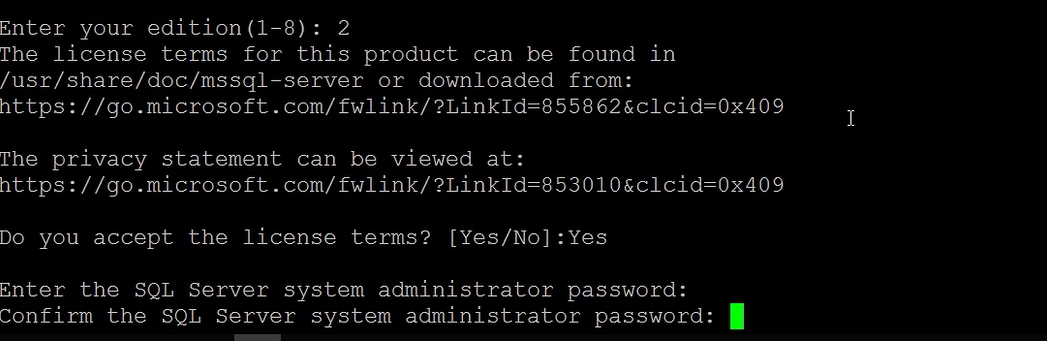 Enter your edition(1-8): 2
The license terms for this product can be found in
/usr/share/doc/mssql-server or downloaded from:
https://go.microsoft.com/fwlink/?LinkId=855862&clcid=0x409
The privacy statement can be viewed at:
https://go.microsoft.com/fwlink/?LinkId=853010&clcid=0x409
Do you accept the license terms? [Yes/No]:Yes
Enter the SQL Server system administrator password:
Confirm the SQL Server system administrator password: